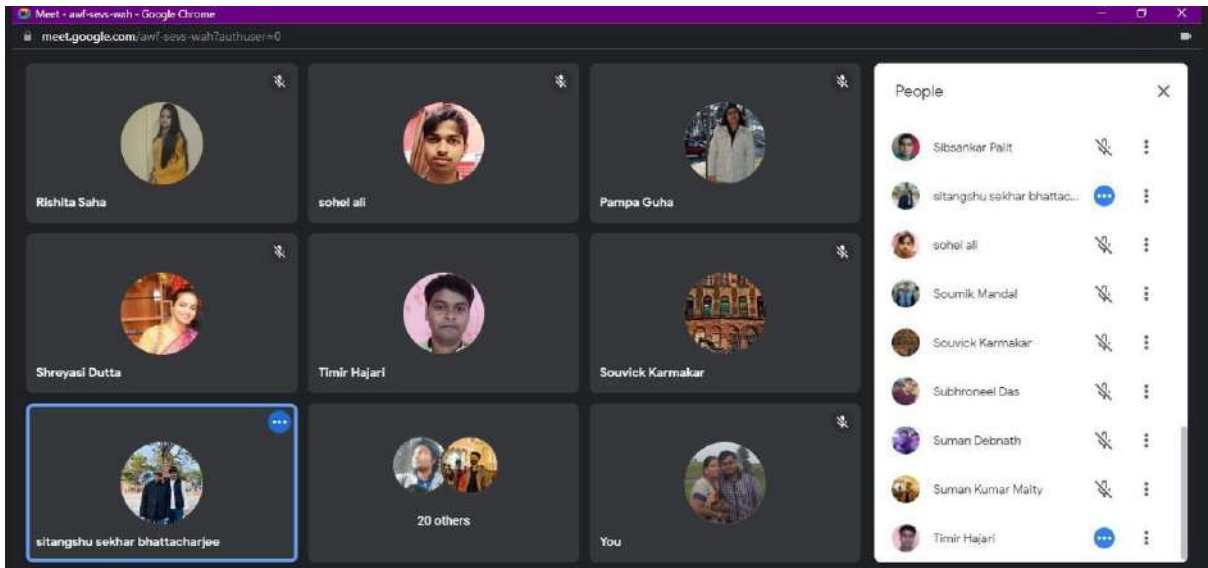 Meet - awf-sevs-wah - Google Chrome
meet.google.com/awf-sevs-wah?authuser=0
Rishita Saha
sohel ali
Pampa Guha
Shreyasi Dutta
Timir Hajari
Souvick Karmakar
sitangshu sekhar bhattacharjee
20 others
You
People
Sibsankar Palit
sitangshu sekhar bhattac...
sohel ali
Soumik Mandal
Souvick Karmakar
Subhroneel Das
Suman Debnath
Suman Kumar Maity
Timir Hajari